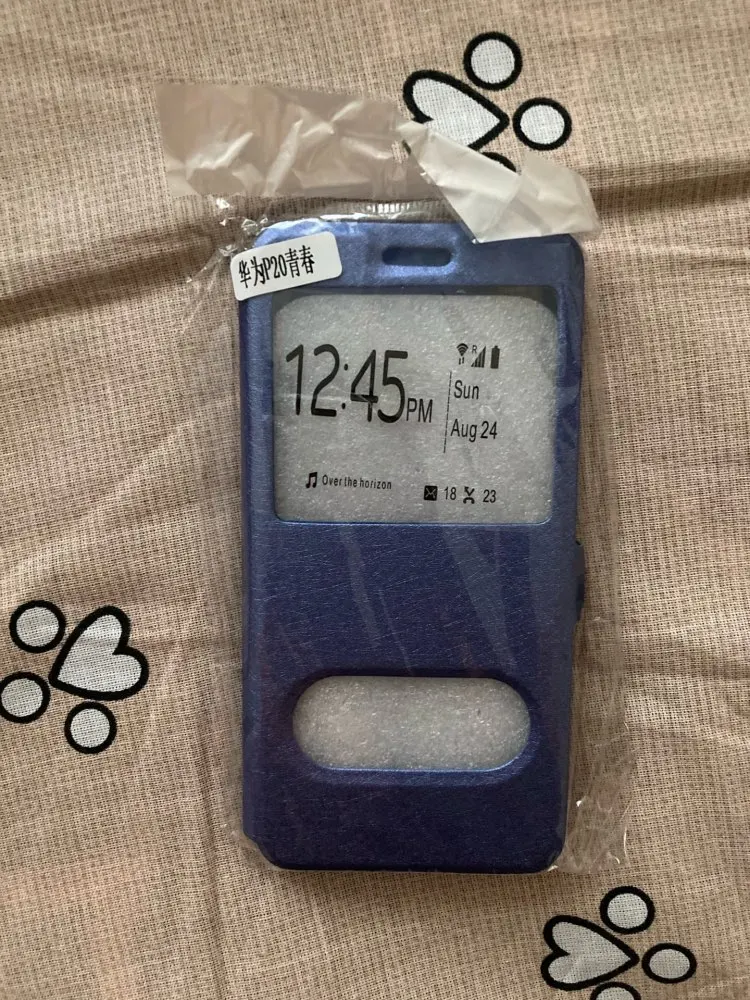 华为P20青春
12:45PM
R
Sun
Aug 24
Over the horizon
18 23